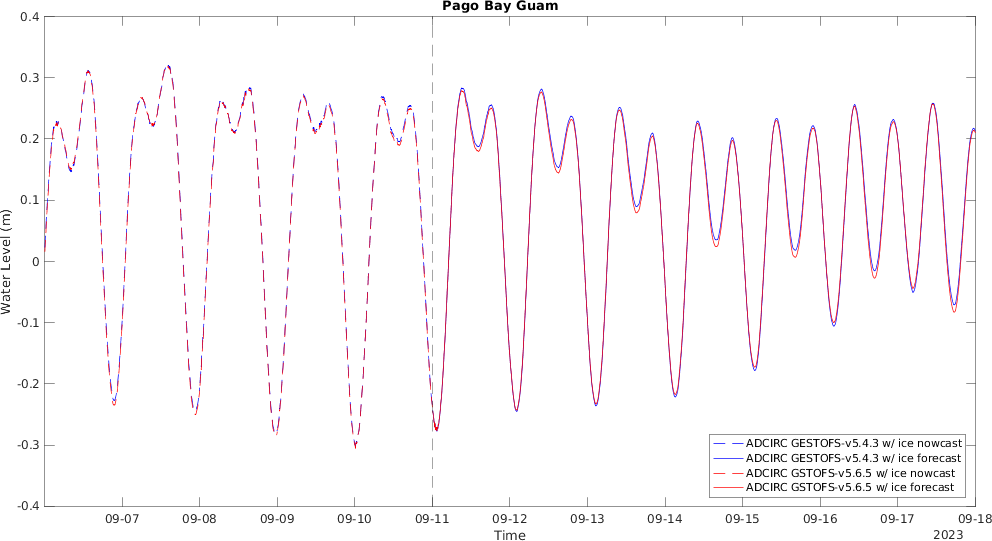 Pago Bay Guam
0.4
0.3
0.2
0.1
0
-0.1
-0.2
-0.3
-0.4
Water Level (m)
ADCIRC GESTOFS-v5.4.3 w/ ice nowcast
ADCIRC GESTOFS-v5.4.3 w/ ice forecast
ADCIRC GSTOFS-v5.6.5 w/ ice nowcast
ADCIRC GSTOFS-v5.6.5 w/ ice forecast
09-07 09-08 09-09 09-10 09-11 09-12 09-13 09-14 09-15 09-16 09-17 09-18
Time
2023